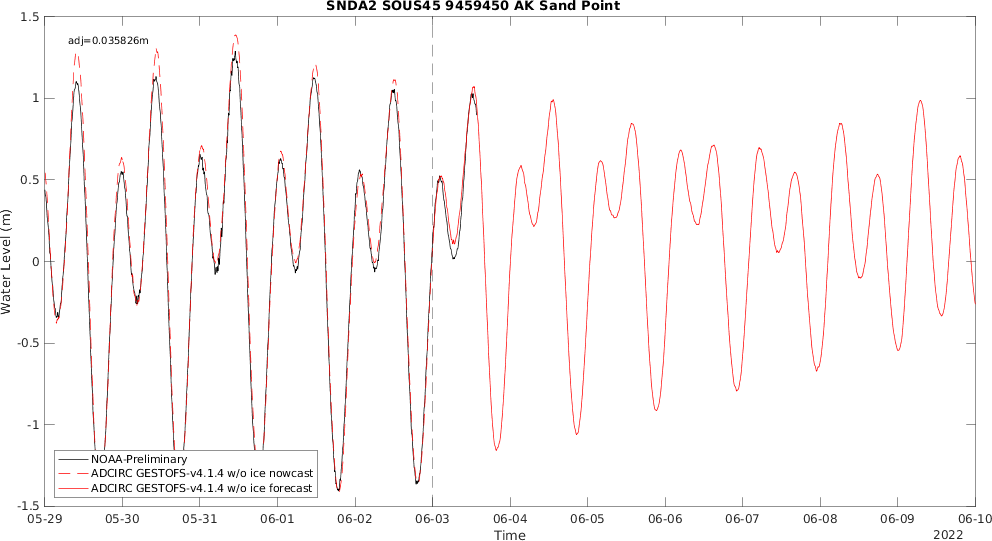 SNDA2 SOUS45 9459450 AK Sand Point
adj=0.035826m
Water Level (m)
1.5
1
0.5
0
-0.5
-1
-1.5
NOAA-Preliminary
ADCIRC GESTOFS-v4.1.4 w/o ice nowcast
ADCIRC GESTOFS-v4.1.4 w/o ice forecast
05-29 05-30 05-31 06-01 06-02 06-03 06-04 06-05 06-06 06-07 06-08 06-09 06-10
Time
2022